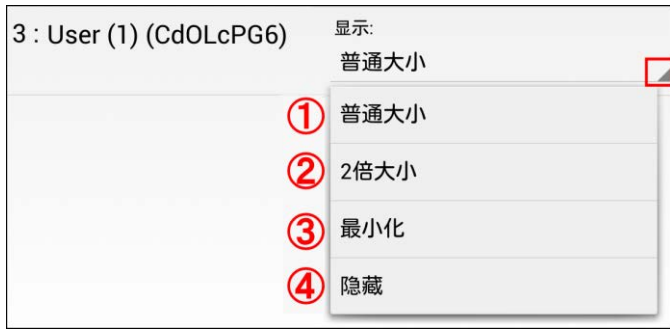 3 : User (1) (CdOLcPG6)
显示:
普通大小
① 普通大小
② 2倍大小
③ 最小化
④ 隐藏